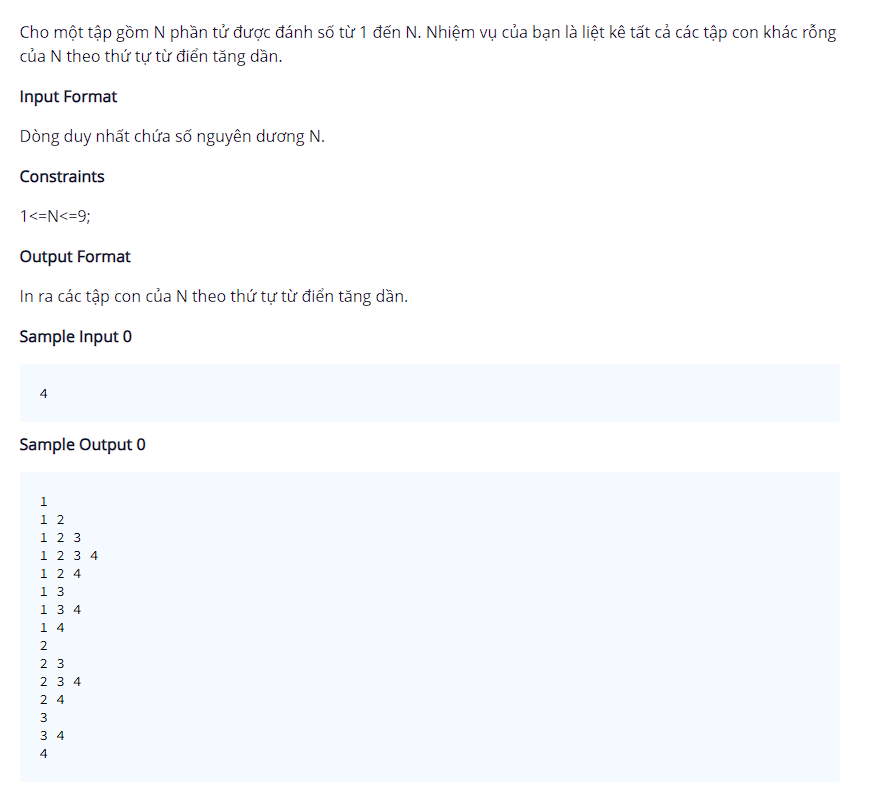 Cho một tập gồm N phần tử được đánh số từ 1 đến N. Nhiệm vụ của bạn là liệt kê tất cả các tập con khác rỗng
của N theo thứ tự từ điển tăng dần.
Input Format
Dòng duy nhất chứa số nguyên dương N.
Constraints
1<=N<=9;
Output Format
In ra các tập con của N theo thứ tự từ điển tăng dần.
Sample Input 0
4
Sample Output 0
1
1 2
1 2 3
1 2 3 4
1 2 4
1 3
1 3 4
1 4
2
2 3
2 3 4
2 4
3
3 4
4